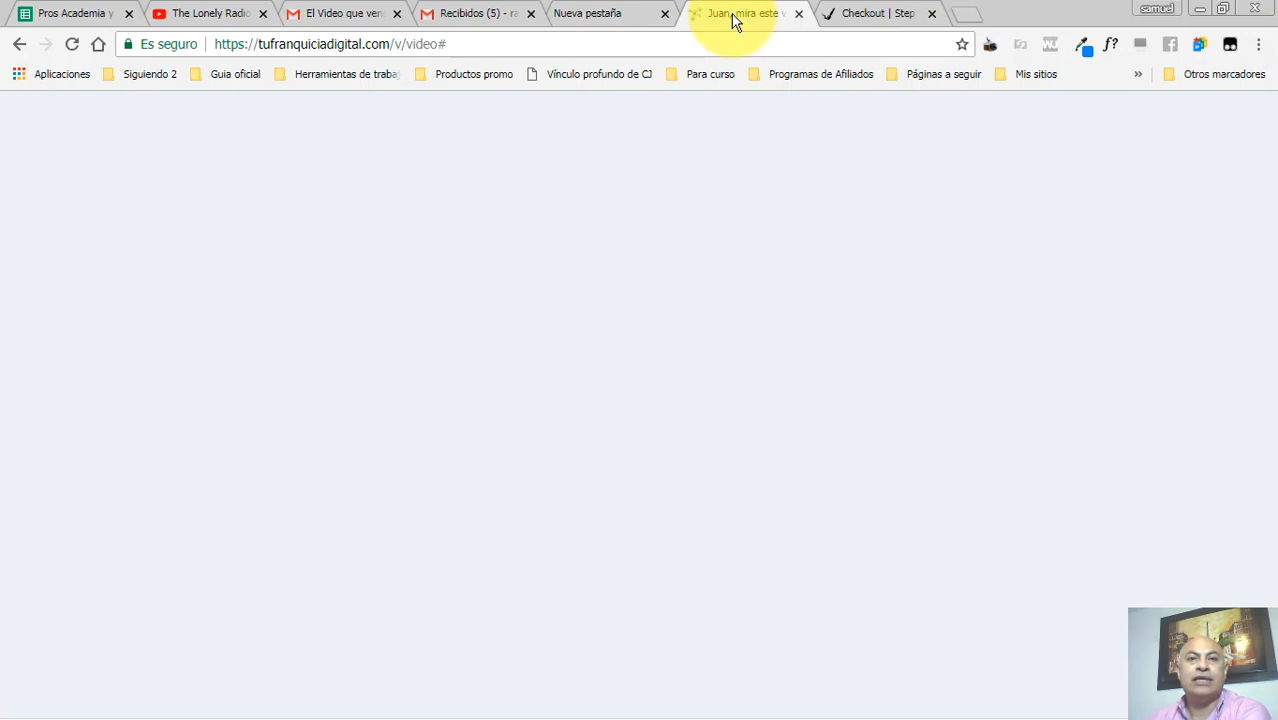 Pros Academia y
The Lonely Radio
El Video que ven
Recibidos (5) - ra
Nueva pestaña
Juan, mira este v
Checkout | Step
samuel
Es seguro
https://tufranquiciadigital.com/v/video#
f?
Aplicaciones
Siguiendo 2
Guia oficial
Herramientas de traba
Productos promo
Vínculo profundo de CJ
Para curso
Programas de Afiliados
Páginas a seguir
Mis sitios
»
Otros marcadores